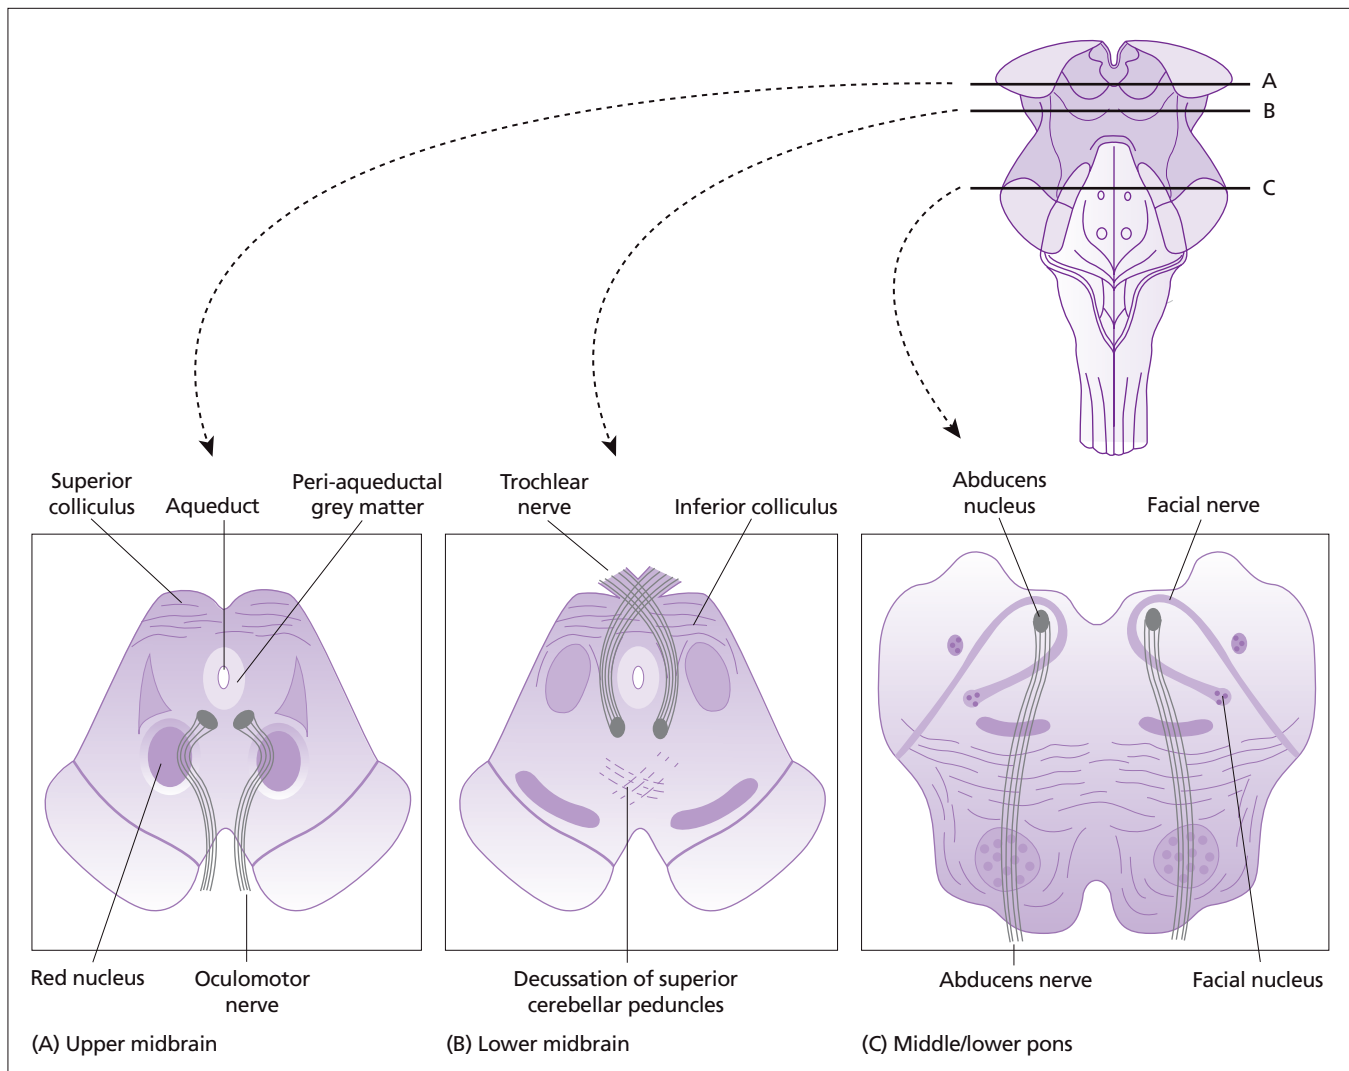 A
B
C
Superior
colliculus
Aqueduct
Peri-aqueductal
grey matter
Trochlear
nerve
Inferior colliculus
Abducens
nucleus
Facial nerve
Red nucleus
Oculomotor
nerve
Decussation of superior
cerebellar peduncles
Abducens nerve
Facial nucleus
(A) Upper midbrain
(B) Lower midbrain
(C) Middle/lower pons